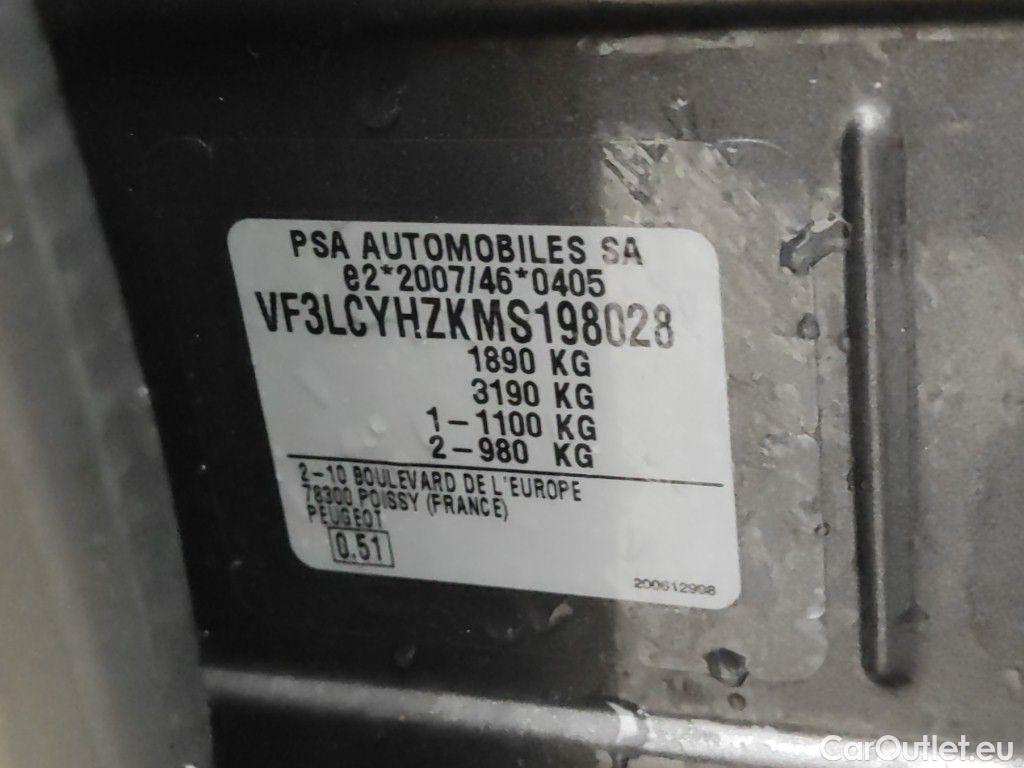 PSA AUTOMOBILES SA
e2*2007/46*0405
VF3LCYHZKMS198028
1890 KG
3190 KG
1-1100 KG
2-980 KG
2-10 BOULEVARD DE L'EUROPE
78300 POISSY (FRANCE)
PEUGEOT
0.51
200612908
CarOutlet.eu